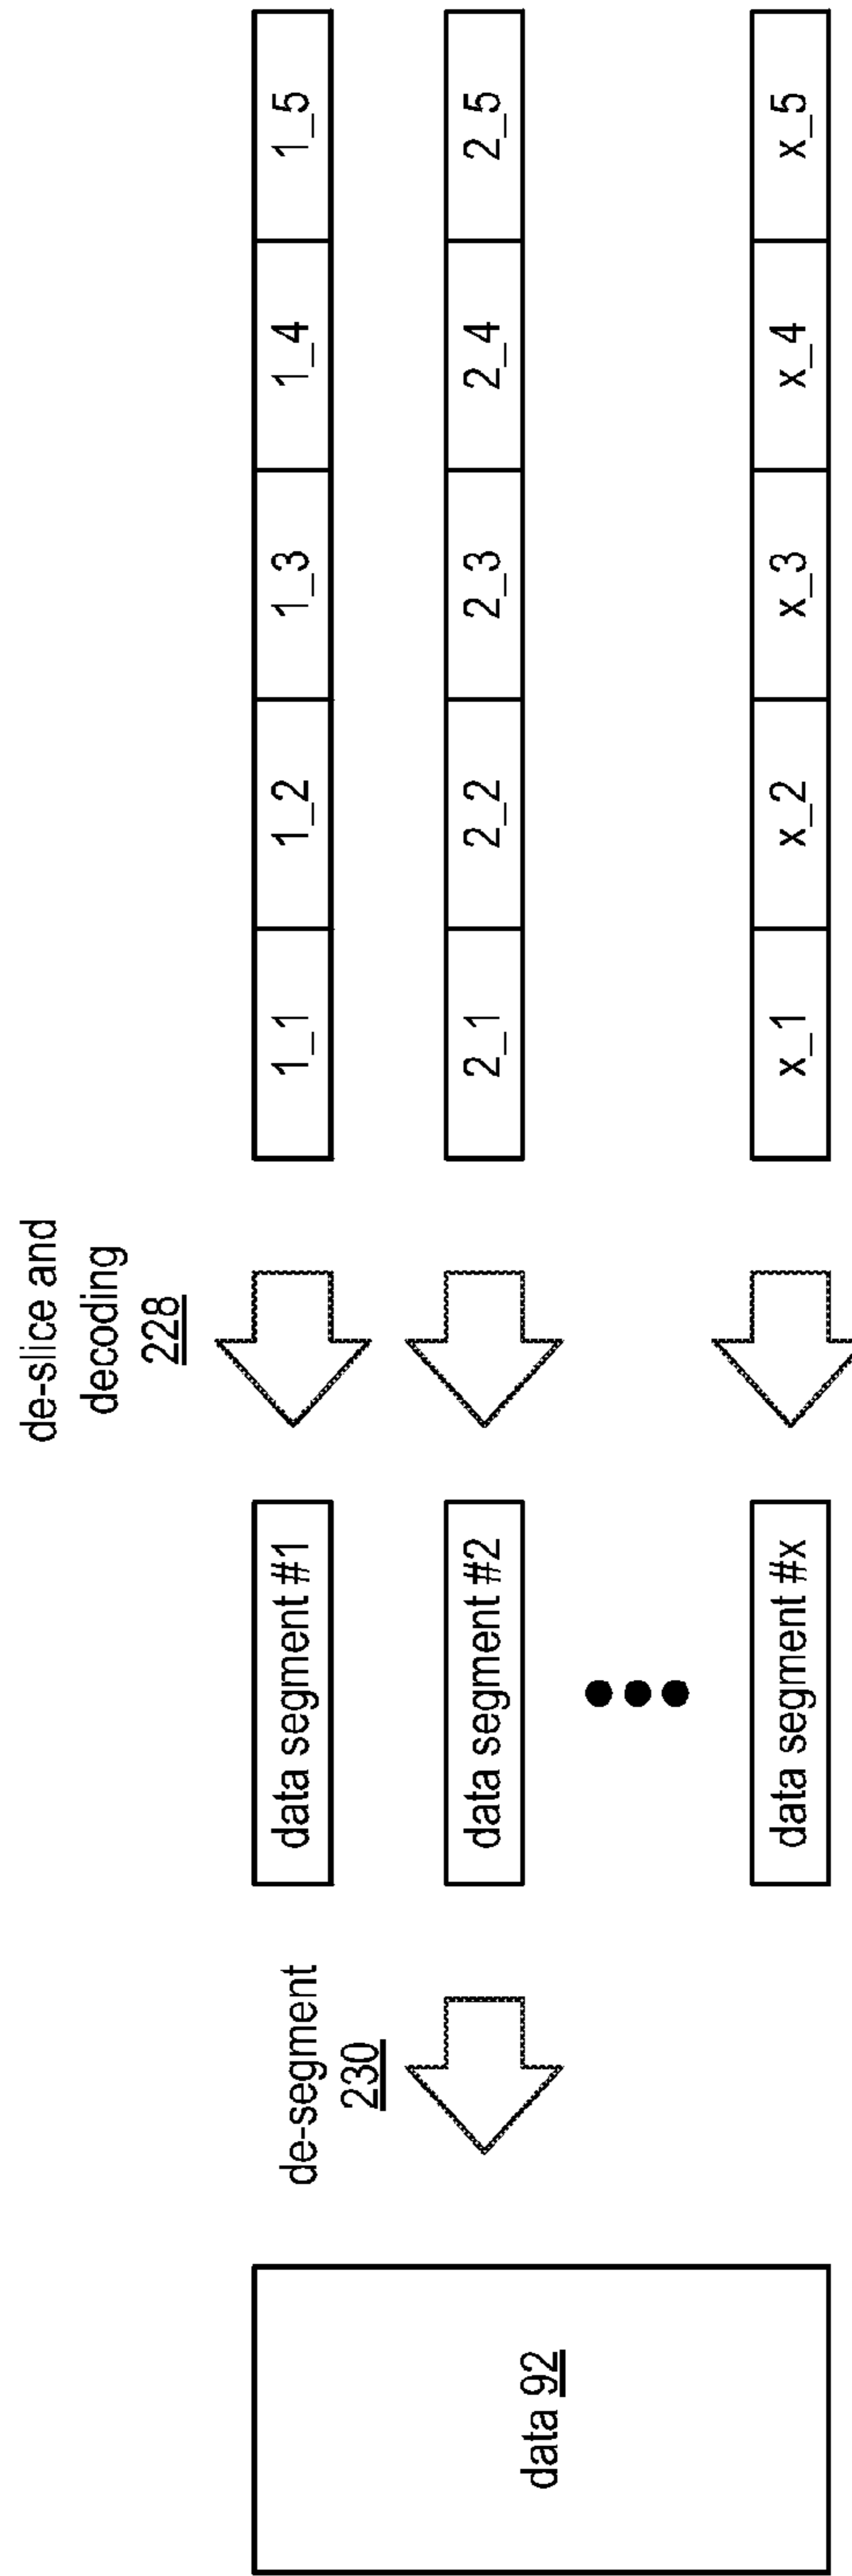 de-slice and
decoding
228
1_1 1_2 1_3 1_4 1_5
data segment #1
de-segment
230
2_1 2_2 2_3 2_4 2_5
data segment #2
data 92
x_1 x_2 x_3 x_4 x_5
data segment #x